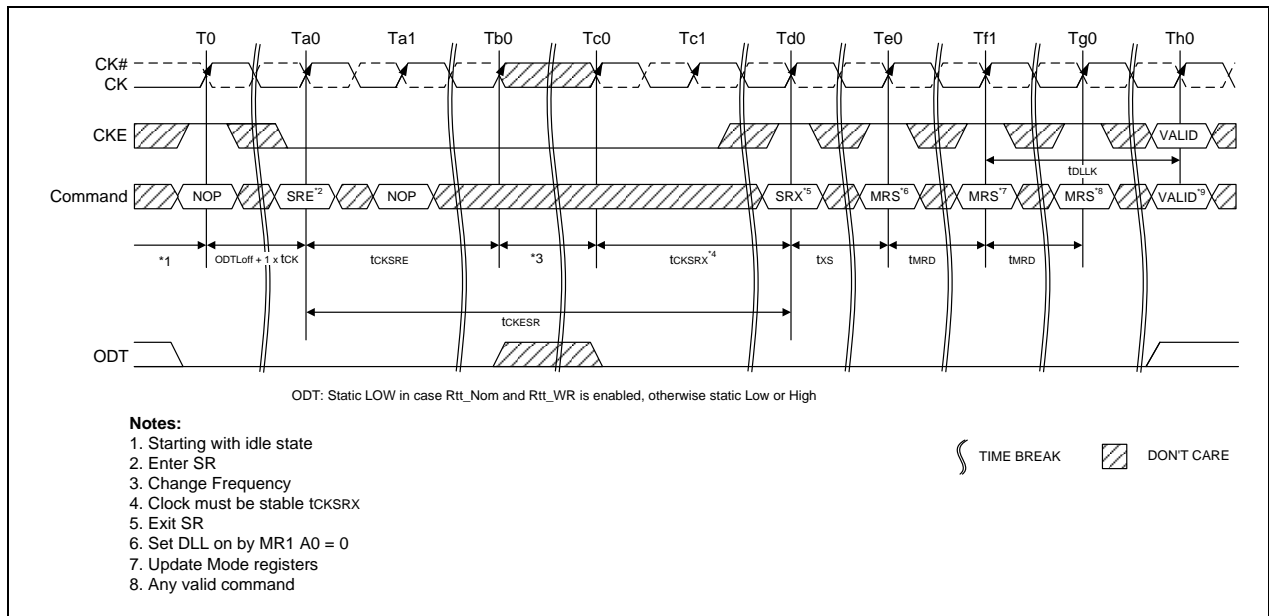 T0 Ta0 Ta1 Tb0 Tc0 Tc1 Td0 Te0 Tf1 Tg0 Th0
CK#
CK
CKE
VALID
tDLLK
Command NOP SRE*2 NOP SRX*5 MRS*6 MRS*7 MRS*8 VALID*9
*1 ODTLoff + 1 x tCK tCKSRE *3 tCKSRX*4 tXS tMRD tMRD
tCKESR
ODT
ODT: Static LOW in case Rtt_Nom and Rtt_WR is enabled, otherwise static Low or High
Notes:
1. Starting with idle state
2. Enter SR
3. Change Frequency
4. Clock must be stable tCKSRX
5. Exit SR
6. Set DLL on by MR1 A0 = 0
7. Update Mode registers
8. Any valid command
TIME BREAK DON'T CARE